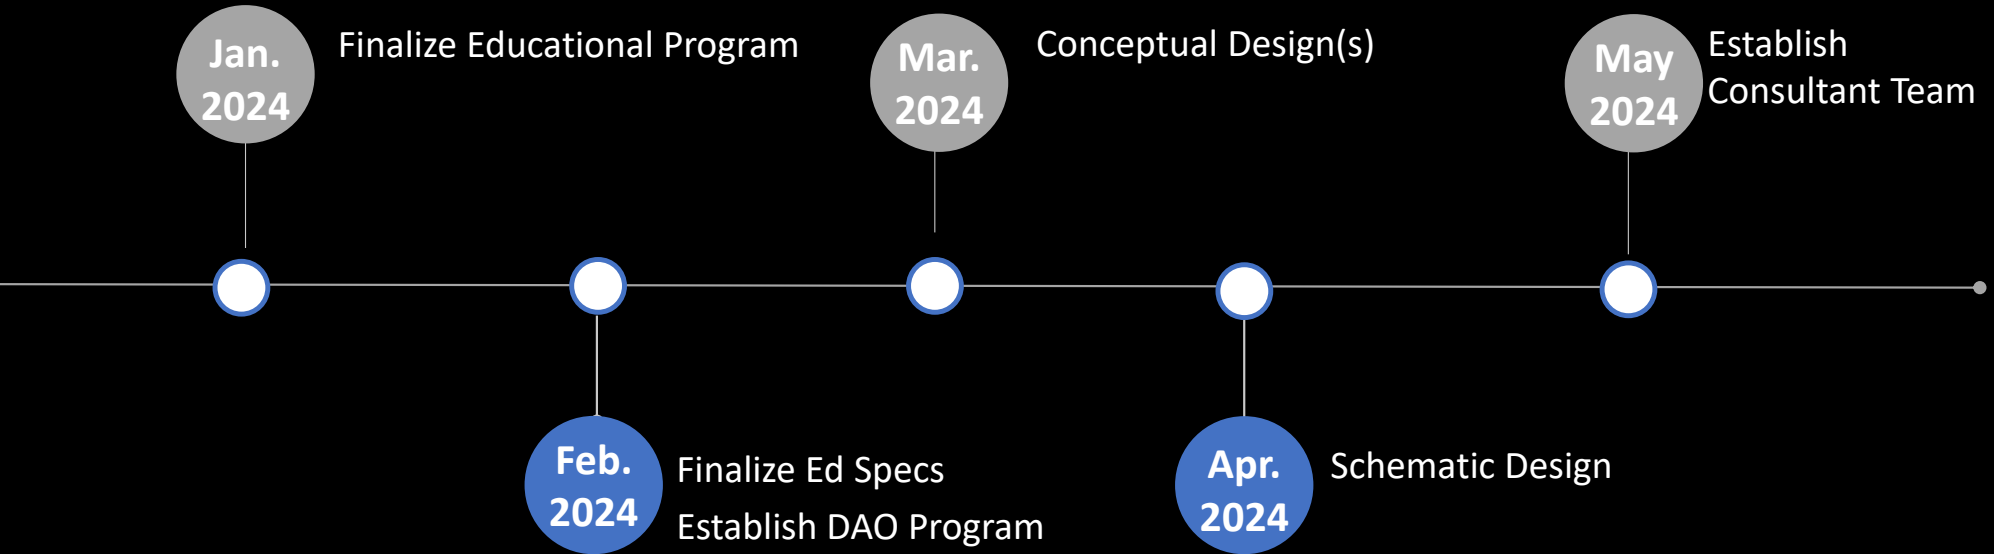 Jan.
2024
Finalize Educational Program
Feb.
2024
Finalize Ed Specs
Establish DAO Program
Mar.
2024
Conceptual Design(s)
Apr.
2024
Schematic Design
May
2024
Establish
Consultant Team